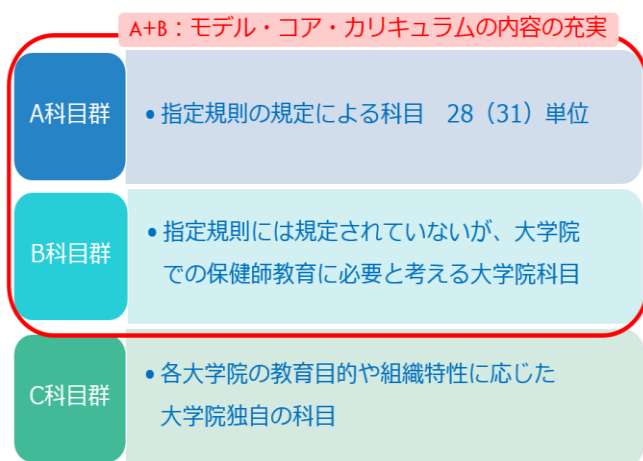 A+B：モデル・コア・カリキュラムの内容の充実
A科目群
•指定規則の規定による科目　28（31）単位
B科目群
•指定規則には規定されていないが、大学院
での保健師教育に必要と考える大学院科目
C科目群
•各大学院の教育目的や組織特性に応じた
大学院独自の科目